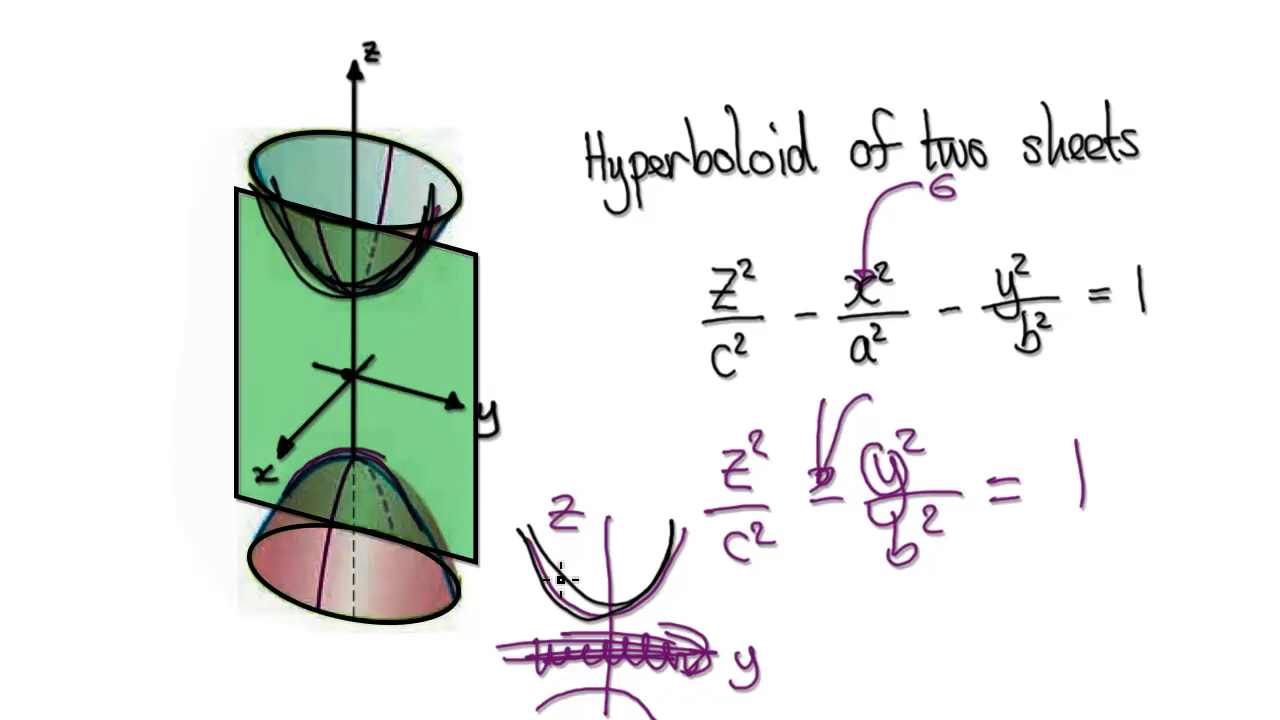 z
Hyperboloid of two sheets
6
z²/c² - x²/a² - y²/b² = 1
y
x
z²/c² - y²/b² = 1
z
y